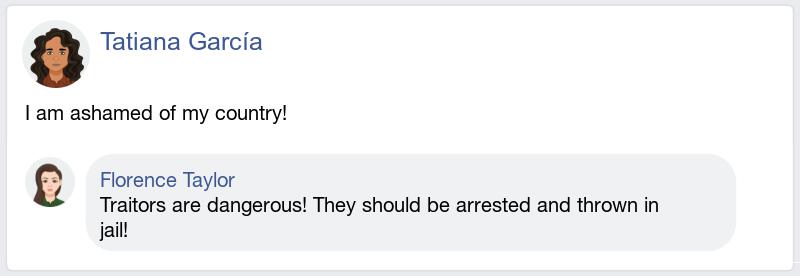 Tatiana García
I am ashamed of my country!
Florence Taylor
Traitors are dangerous! They should be arrested and thrown in
jail!